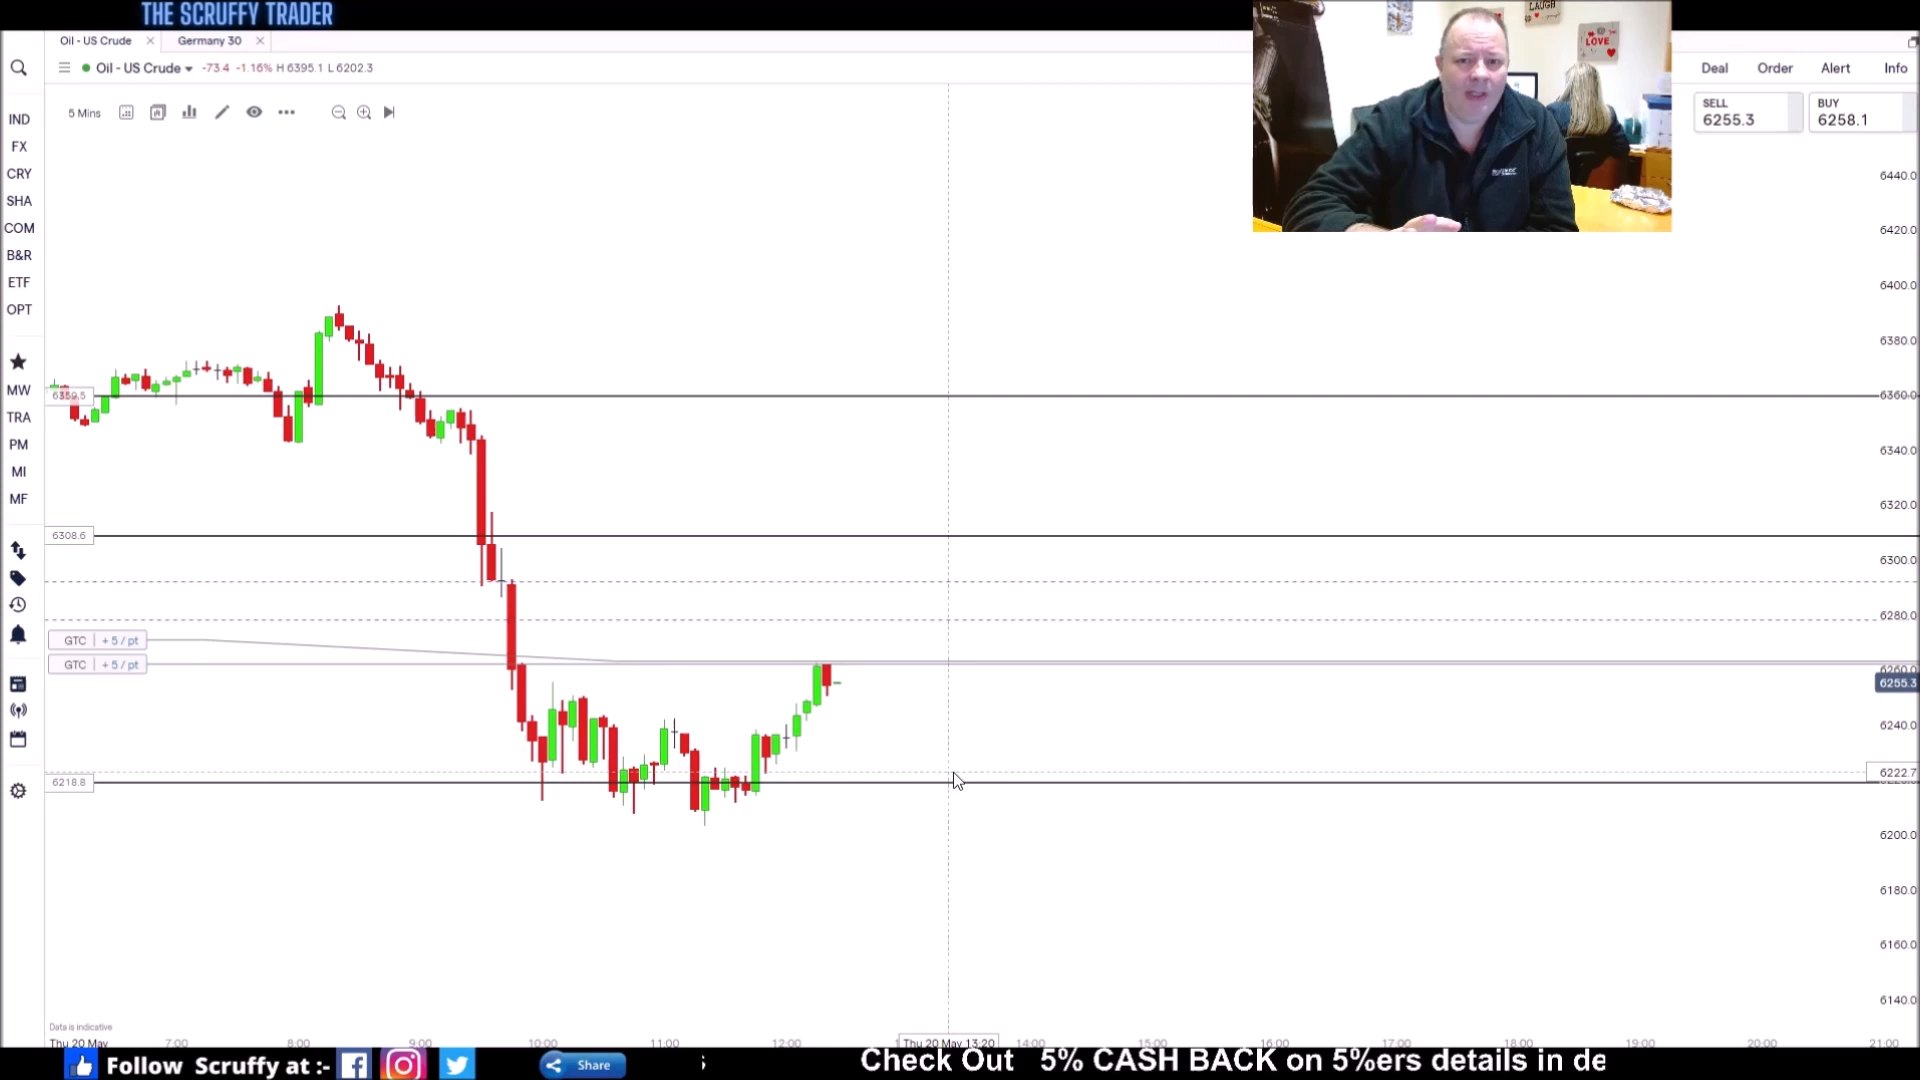 THE SCRUFFY TRADER
Oil - US Crude
Germany 30
Oil - US Crude -73.4 -1.16% H 6395.1 L 6202.3
Deal Order Alert Info
5 Mins
SELL
6255.3
BUY
6258.1
LAUGH
LOVE
IND
FX
CRY
SHA
COM
B&R
ETF
OPT
MW
TRA
PM
MI
MF
6440.0
6420.0
6400.0
6380.0
6360.0
6340.0
6320.0
6300.0
6280.0
6260.0
6255.3
6240.0
6222.7
6200.0
6180.0
6160.0
6140.0
6359.5
6308.6
GTC + 5 / pt
GTC + 5 / pt
6218.8
Data is indicative
Thu 20 May 7:00 8:00 9:00 10:00 11:00 12:00 Thu 20 May 13:20 14:00 15:00 16:00 17:00 18:00 19:00 20:00 21:00
Follow Scruffy at :- Share Check Out 5% CASH BACK on 5%ers details in de